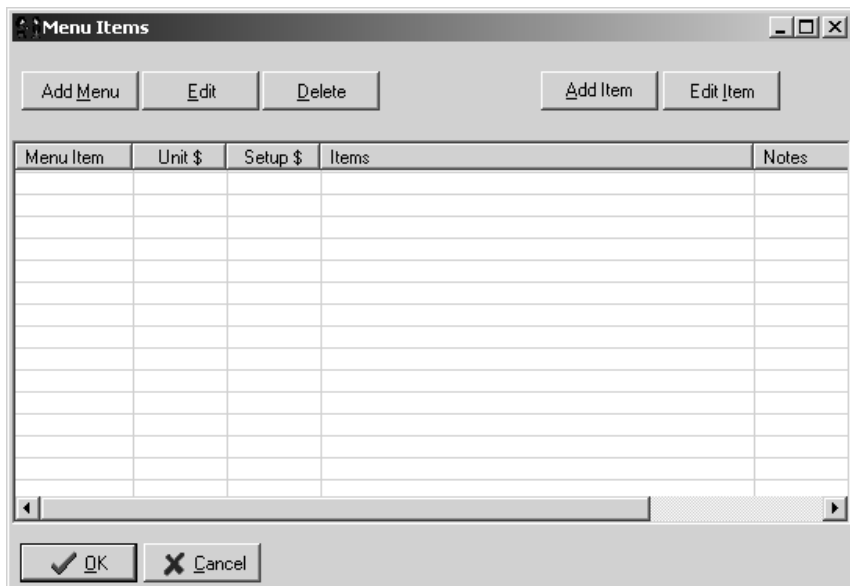 Menu Items
Add Menu Edit Delete Add Item Edit Item
Menu Item Unit $ Setup $ Items Notes
OK Cancel